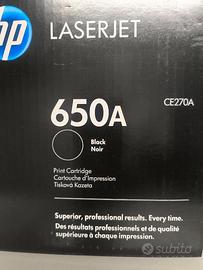 hp
LASERJET
650A
CE270A
Black
Noir
Print Cartridge
Cartouche d'Impression
Tisková Kazeta
Superior, professional results. Every time.
Des résultats professionnels et de qualité
supérieure à chaque impression.
subito